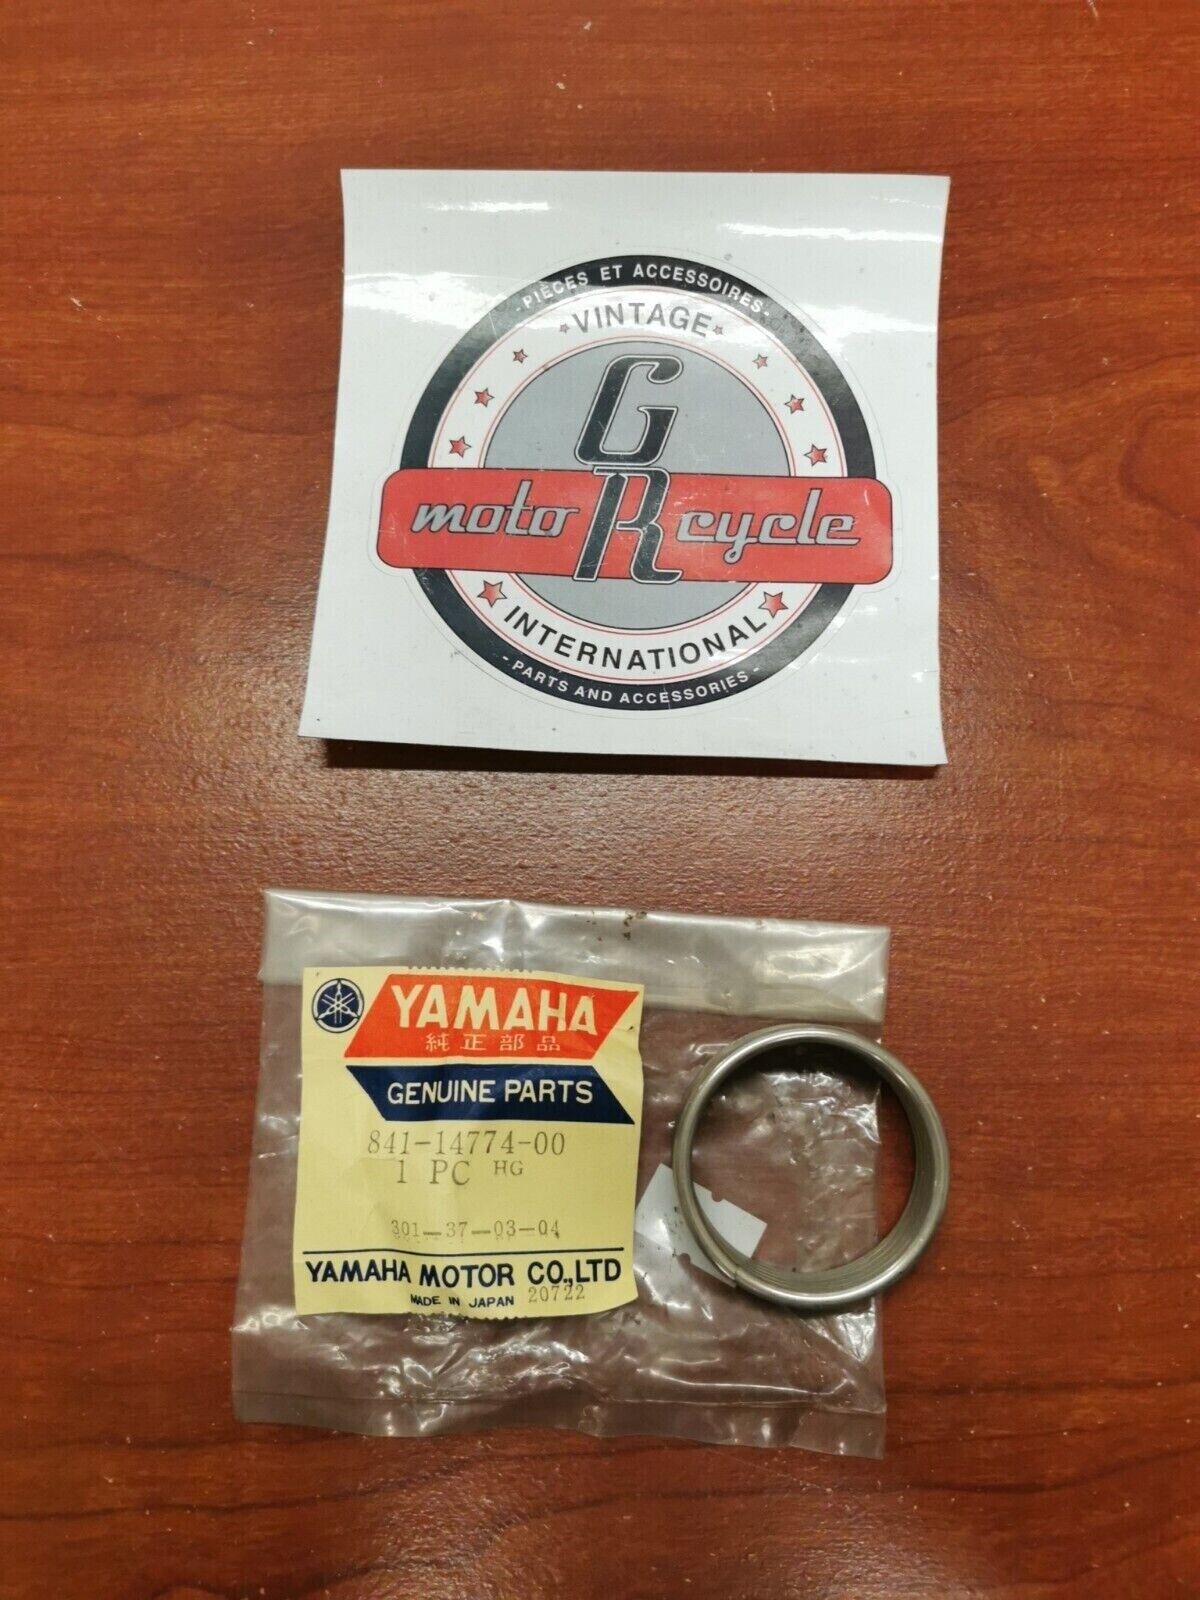 - PIÈCES ET ACCESSOIRES -
VINTAGE
GR
moto cycle
INTERNATIONAL
- PARTS AND ACCESSORIES -
YAMAHA
純正部品
GENUINE PARTS
841-14774-00
1 PC HG
301-37-03-04
YAMAHA MOTOR CO.,LTD
MADE IN JAPAN 20722